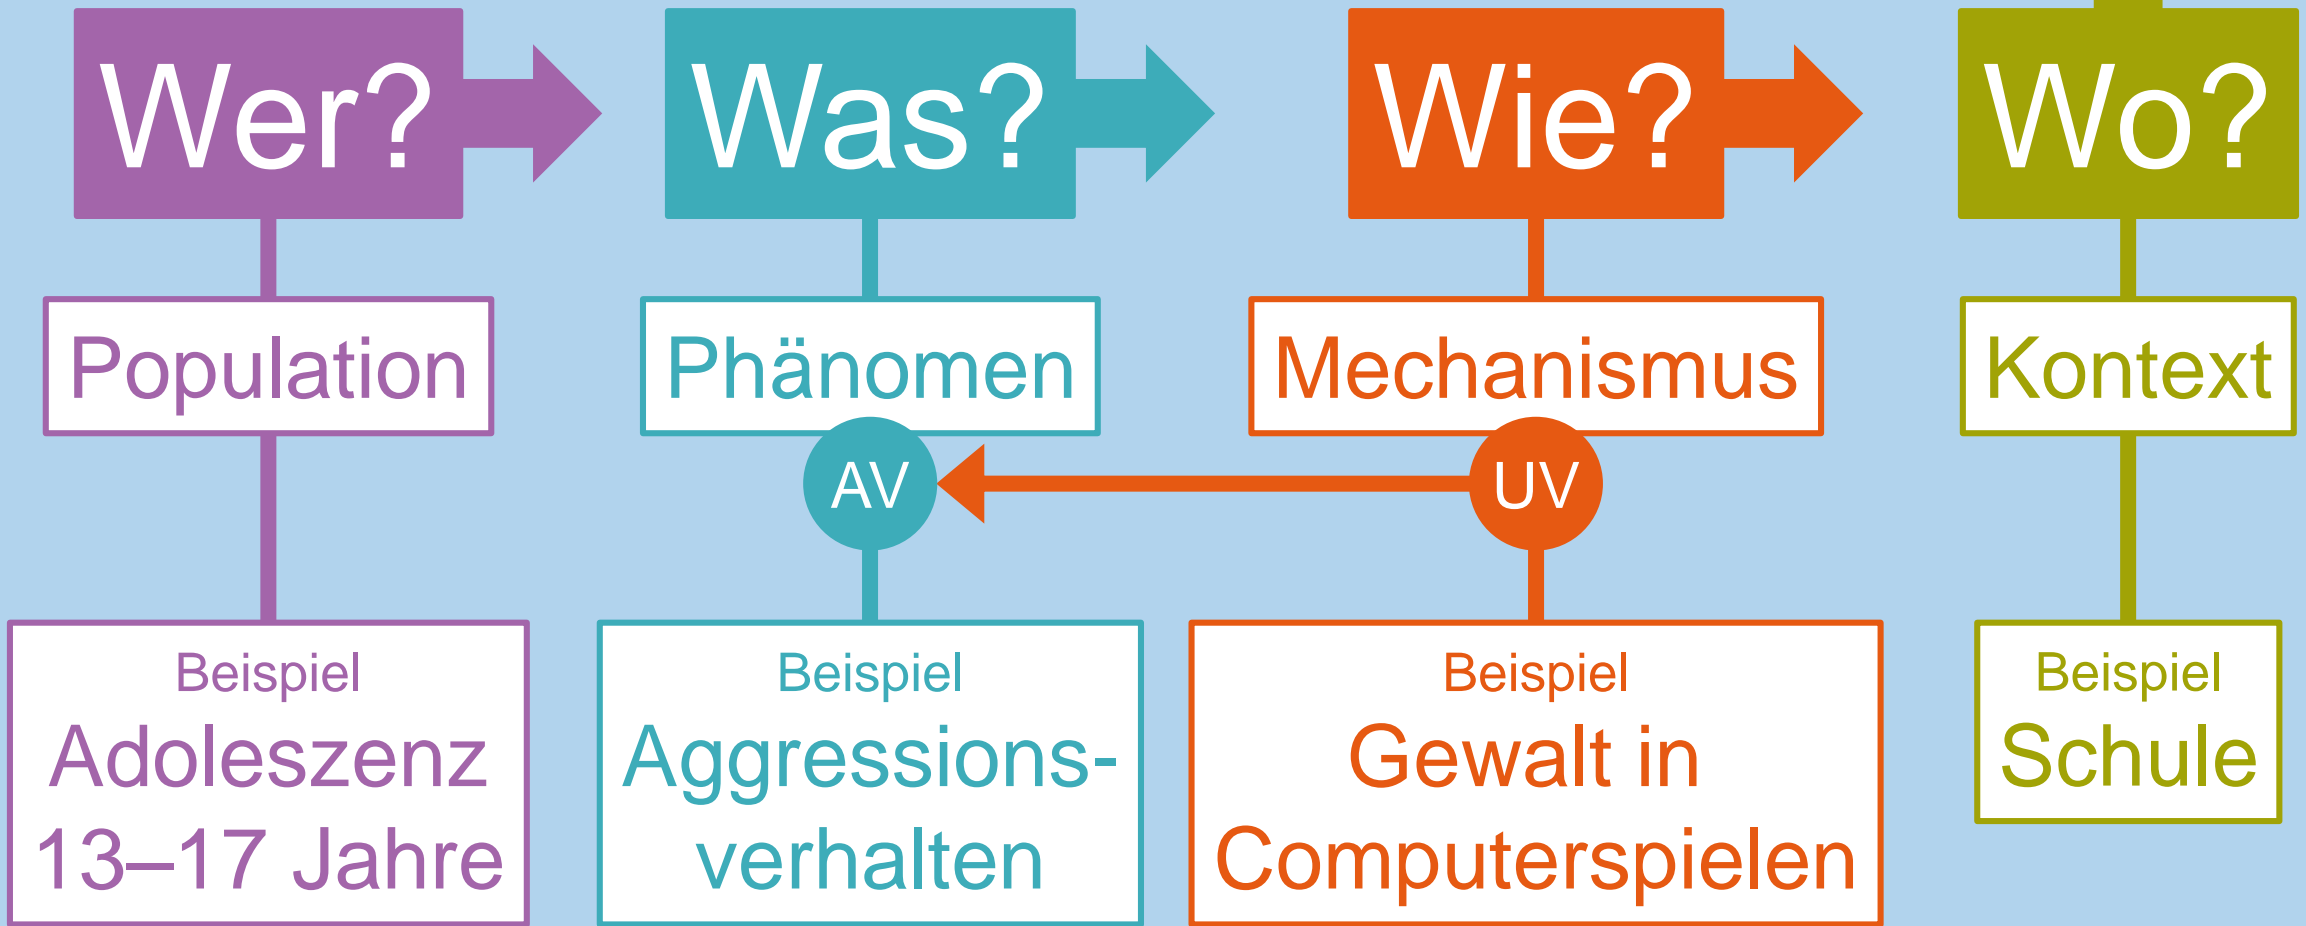 Wer?
Was?
Wie?
Wo?
Population
Phänomen
Mechanismus
Kontext
AV
UV
Beispiel
Adoleszenz
13–17 Jahre
Beispiel
Aggressions-
verhalten
Beispiel
Gewalt in
Computerspielen
Beispiel
Schule